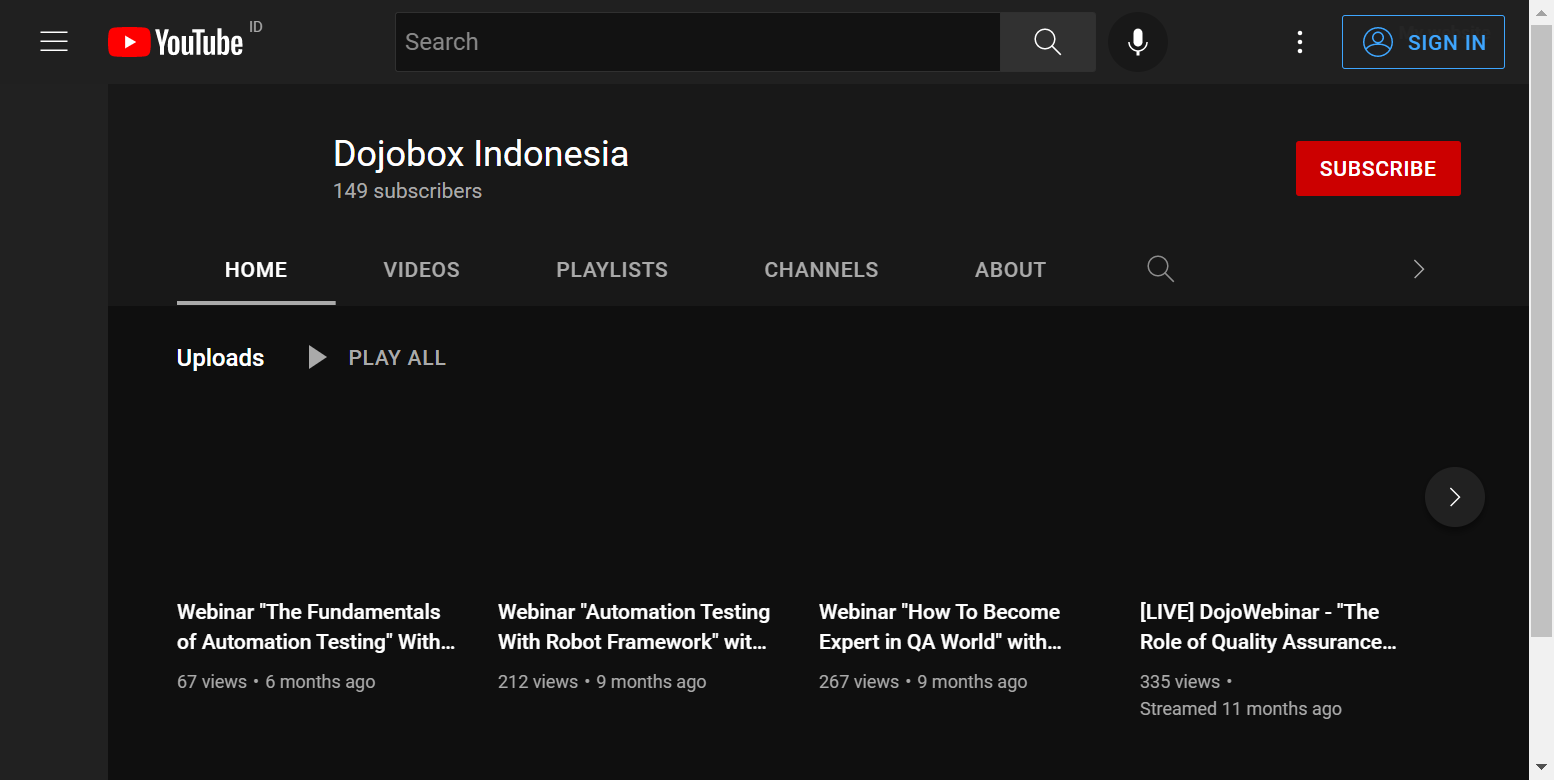 YouTube ID
Search
SIGN IN
Dojobox Indonesia
149 subscribers
SUBSCRIBE
HOME VIDEOS PLAYLISTS CHANNELS ABOUT
Uploads PLAY ALL
Webinar "The Fundamentals
of Automation Testing" With...
67 views • 6 months ago
Webinar "Automation Testing
With Robot Framework" wit...
212 views • 9 months ago
Webinar "How To Become
Expert in QA World" with...
267 views • 9 months ago
[LIVE] DojoWebinar - "The
Role of Quality Assurance...
335 views •
Streamed 11 months ago